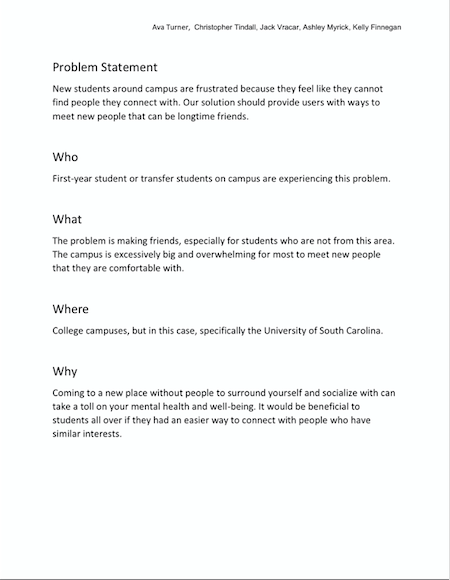 Ava Turner,  Christopher Tindall, Jack Vracar, Ashley Myrick, Kelly Finnegan
Problem Statement
New students around campus are frustrated because they feel like they cannot
find people they connect with. Our solution should provide users with ways to
meet new people that can be longtime friends.
Who
First-year student or transfer students on campus are experiencing this problem.
What
The problem is making friends, especially for students who are not from this area.
The campus is excessively big and overwhelming for most to meet new people
that they are comfortable with.
Where
College campuses, but in this case, specifically the University of South Carolina.
Why
Coming to a new place without people to surround yourself and socialize with can
take a toll on your mental health and well-being. It would be beneficial to
students all over if they had an easier way to connect with people who have
similar interests.